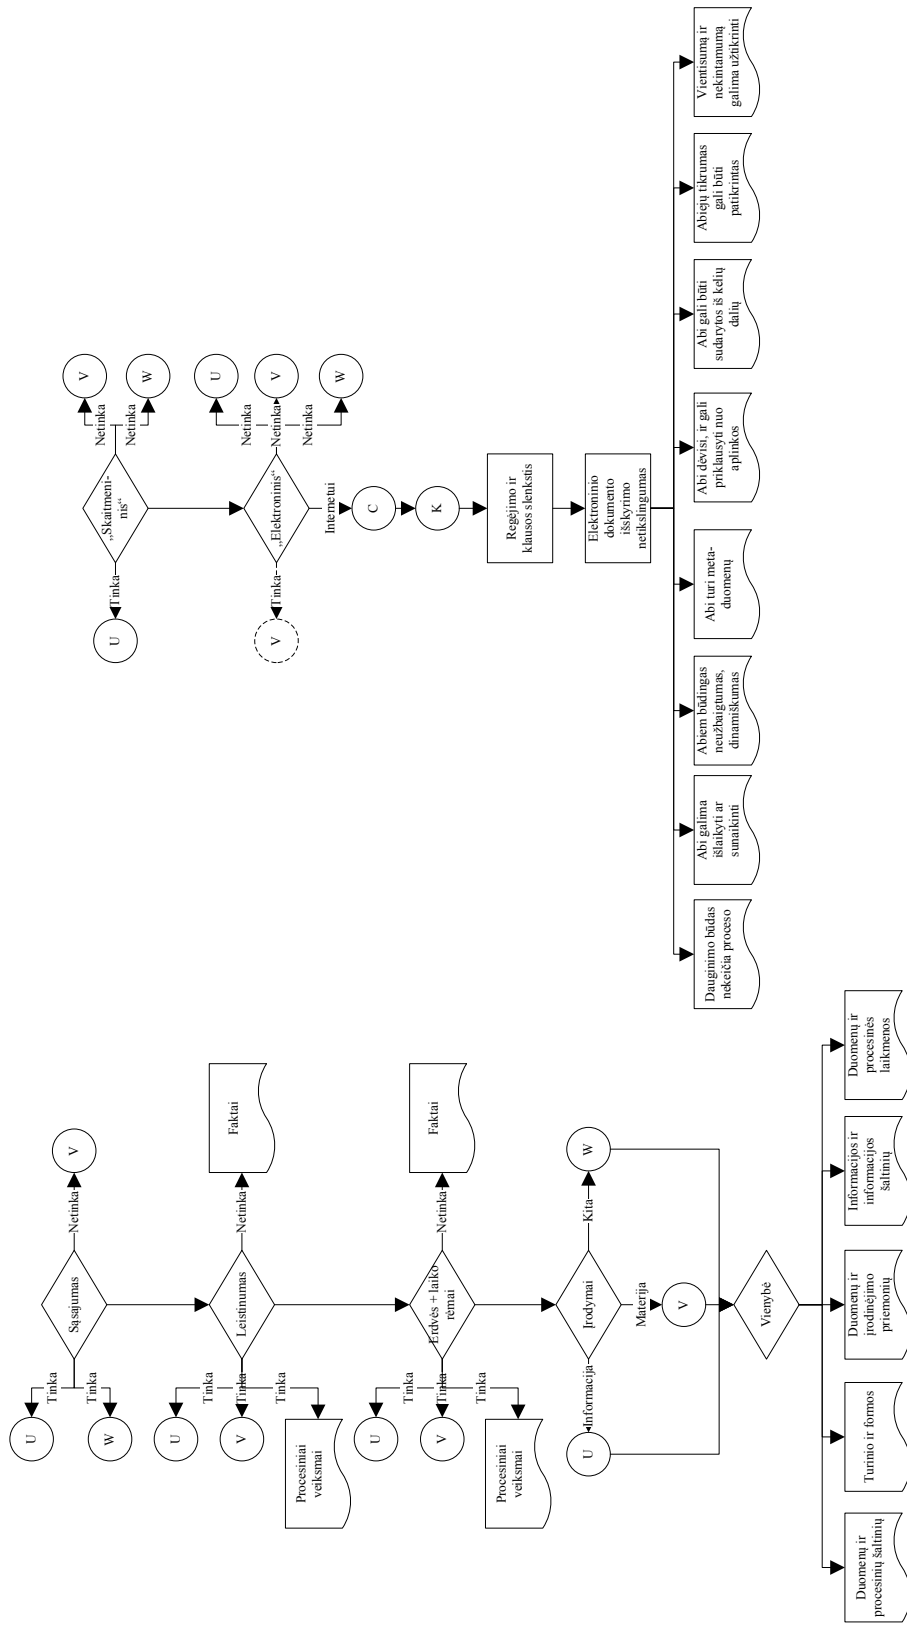 Sąsajumas
Tinka
Tinka
U
W
Netinka
V
Leistinumas
Tinka
Tinka
Tinka
U
V
Procesiniai
veiksmai
Netinka
Faktai
Erdvės + laiko
rėmai
Tinka
Tinka
Tinka
U
V
Procesiniai
veiksmai
Netinka
Faktai
Įrodymai
Informacija
U
Materija
V
Kita
W
Vienybė
Duomenų ir
procesinių šaltinių
Turinio ir formos
Duomenų ir
įrodinėjimo
priemonių
Informacijos ir
informacijos
šaltinių
Duomenų ir
procesinės
laikmenos
„Skaitmeni-
nis“
Tinka
U
Netinka
Netinka
V
W
„Elektroninis“
Tinka
V
Netinka
Netinka
Netinka
U
V
W
Internetui
C
K
Regėjimo ir
klausos slenkstis
Elektroninio
dokumento
išskyrimo
netikslingumas
Dauginimo būdas
nekeičia proceso
Abi galima
išlaikyti ar
sunaikinti
Abiem būdingas
neužbaigtumas,
dinamiškumas
Abi turi meta-
duomenų
Abi dėvisi, ir gali
priklausyti nuo
aplinkos
Abi gali būti
sudarytos iš kelių
dalių
Abiejų tikrumas
gali būti
patikrintas
Vientisumą ir
nekintamumą
galima užtikrinti